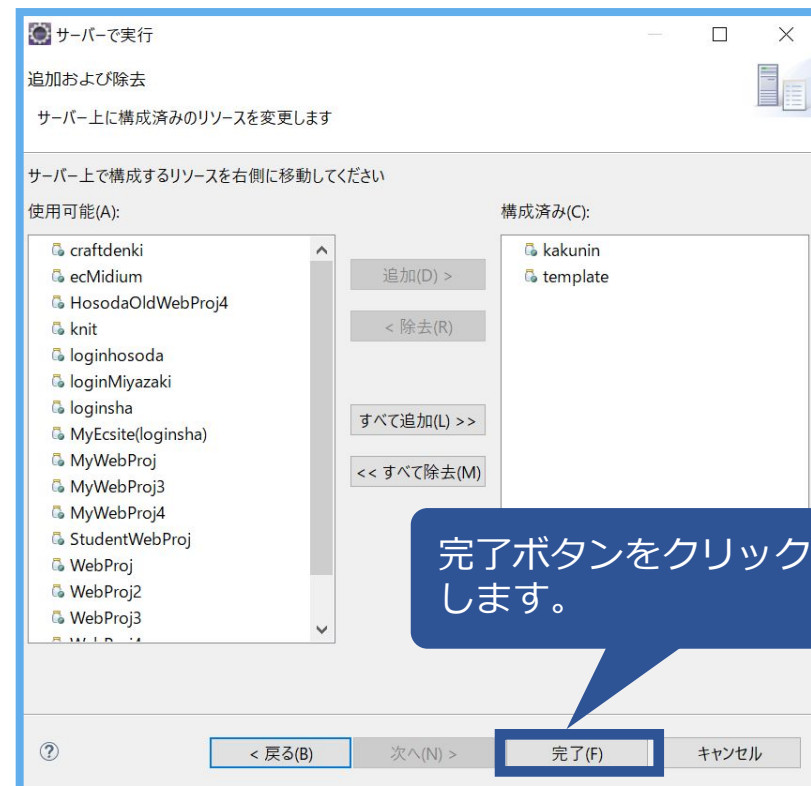 サーバーで実行
追加および除去
サーバー上に構成済みのリソースを変更します
サーバー上で構成するリソースを右側に移動してください
使用可能(A):
craftdenki
ecMidium
HosodaOldWebProj4
knit
loginhosoda
loginMiyazaki
loginsha
MyEcsite(loginsha)
MyWebProj
MyWebProj3
MyWebProj4
StudentWebProj
WebProj
WebProj2
WebProj3
追加(D) >
< 除去(R)
すべて追加(L) >>
<< すべて除去(M)
構成済み(C):
kakunin
template
完了ボタンをクリック
します。
< 戻る(B)
次へ(N) >
完了(F)
キャンセル